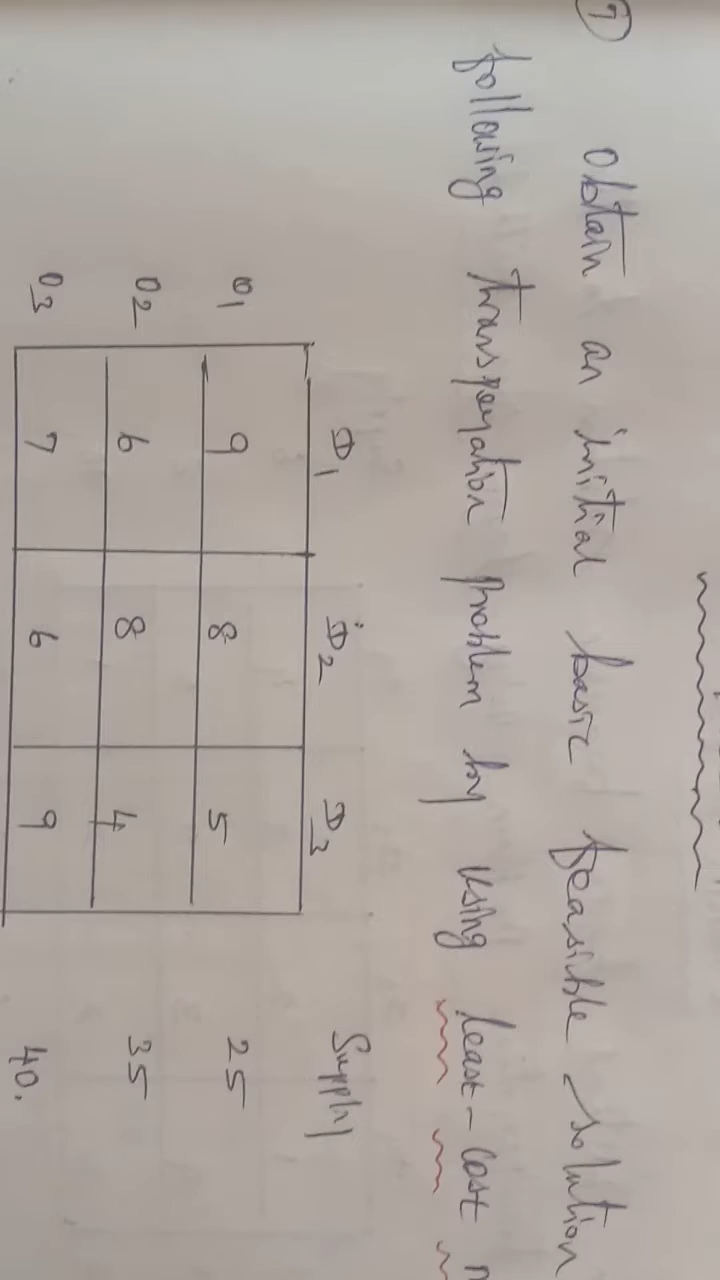 7 obtain an initial basic feasible solution
following transportation problem by using least-cost
D1 D2 D3 Supply
O1 9 8 5 25
O2 6 8 4 35
O3 7 6 9 40.